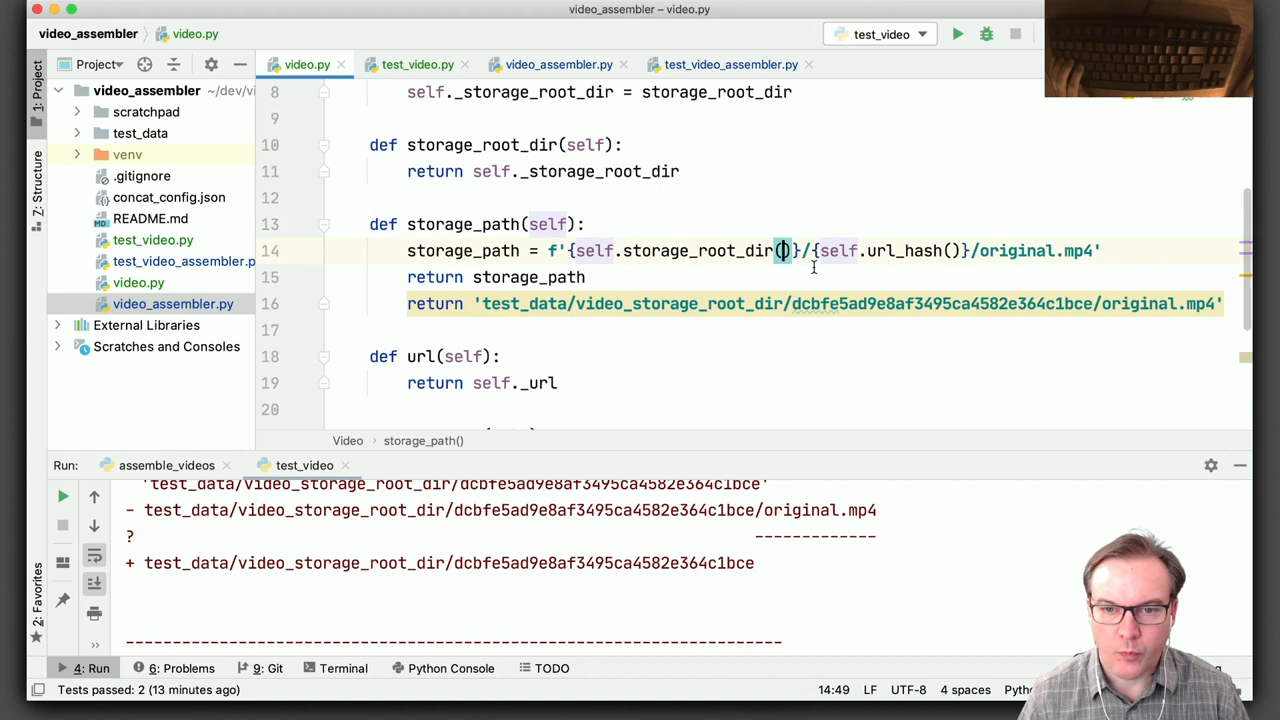 video_assembler – video.py
video_assembler
video.py
test_video
Project
video.py
test_video.py
video_assembler.py
test_video_assembler.py
1: Project
Z: Structure
2: Favorites
video_assembler ~/dev/vi
scratchpad
test_data
venv
.gitignore
concat_config.json
README.md
test_video.py
test_video_assembler.p
video.py
video_assembler.py
External Libraries
Scratches and Consoles
8 self._storage_root_dir = storage_root_dir
9
10 def storage_root_dir(self):
11 return self._storage_root_dir
12
13 def storage_path(self):
14 storage_path = f'{self.storage_root_dir()}/{self.url_hash()}/original.mp4'
15 return storage_path
16 return 'test_data/video_storage_root_dir/dcbfe5ad9e8af3495ca4582e364c1bce/original.mp4'
17
18 def url(self):
19 return self._url
20
Video
storage_path()
Run:
assemble_videos
test_video
'test_data/video_storage_root_dir/dcbfe5ad9e8af3495ca4582e364c1bce'
- test_data/video_storage_root_dir/dcbfe5ad9e8af3495ca4582e364c1bce/original.mp4
? -------------
+ test_data/video_storage_root_dir/dcbfe5ad9e8af3495ca4582e364c1bce
----------------------------------------------------------------------
4: Run
6: Problems
9: Git
Terminal
Python Console
TODO
Tests passed: 2 (13 minutes ago)
14:49
LF
UTF-8
4 spaces
Pytho